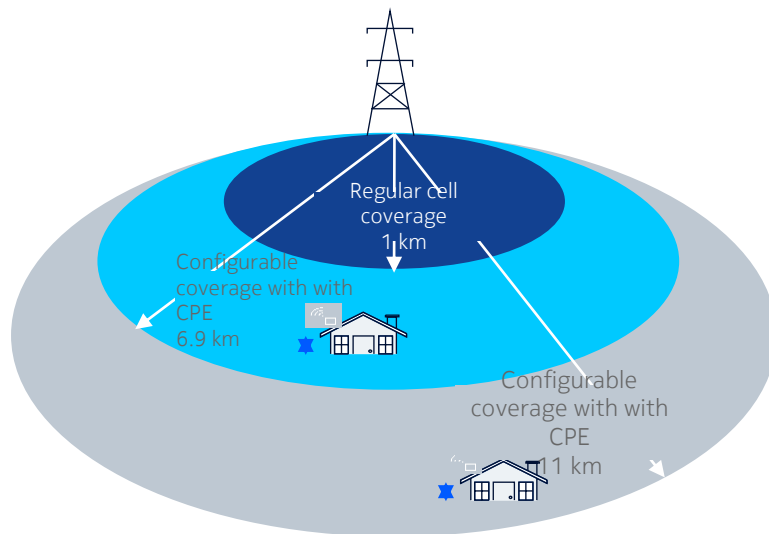 Regular cell
coverage
1 km
Configurable
coverage with with
CPE
6.9 km
Configurable
coverage with with
CPE
11 km